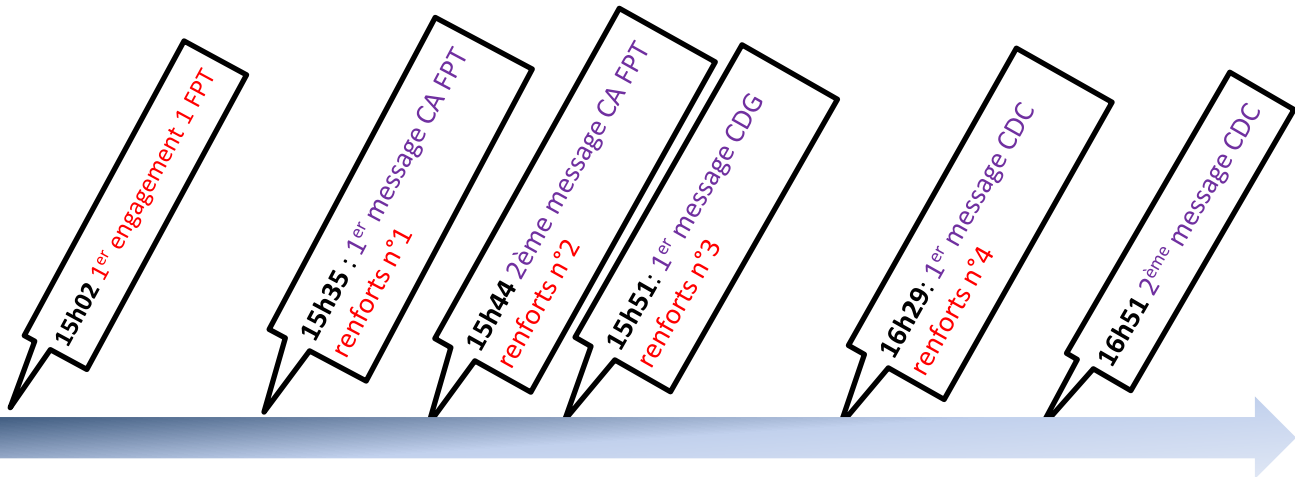 15h02 1er engagement 1 FPT
15h35 : 1er message CA FPT
renforts n°1
15h44 2ème message CA FPT
renforts n°2
15h51: 1er message CDG
renforts n°3
16h29: 1er message CDC
renforts n°4
16h51 2ème message CDC